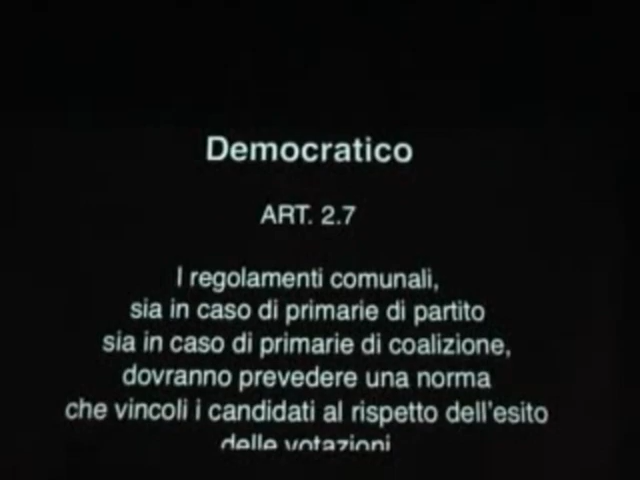 Democratico
ART. 2.7
I regolamenti comunali,
sia in caso di primarie di partito
sia in caso di primarie di coalizione,
dovranno prevedere una norma
che vincoli i candidati al rispetto dell'esito
delle votazioni